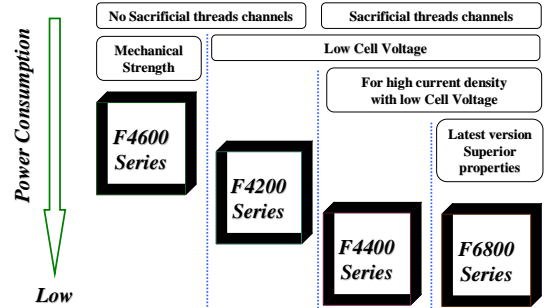 No Sacrificial threads channels
Sacrificial threads channels
Mechanical
Strength
Low Cell Voltage
For high current density
with low Cell Voltage
Latest version
Superior
properties
Power Consumption
F4600
Series
F4200
Series
F4400
Series
F6800
Series
Low